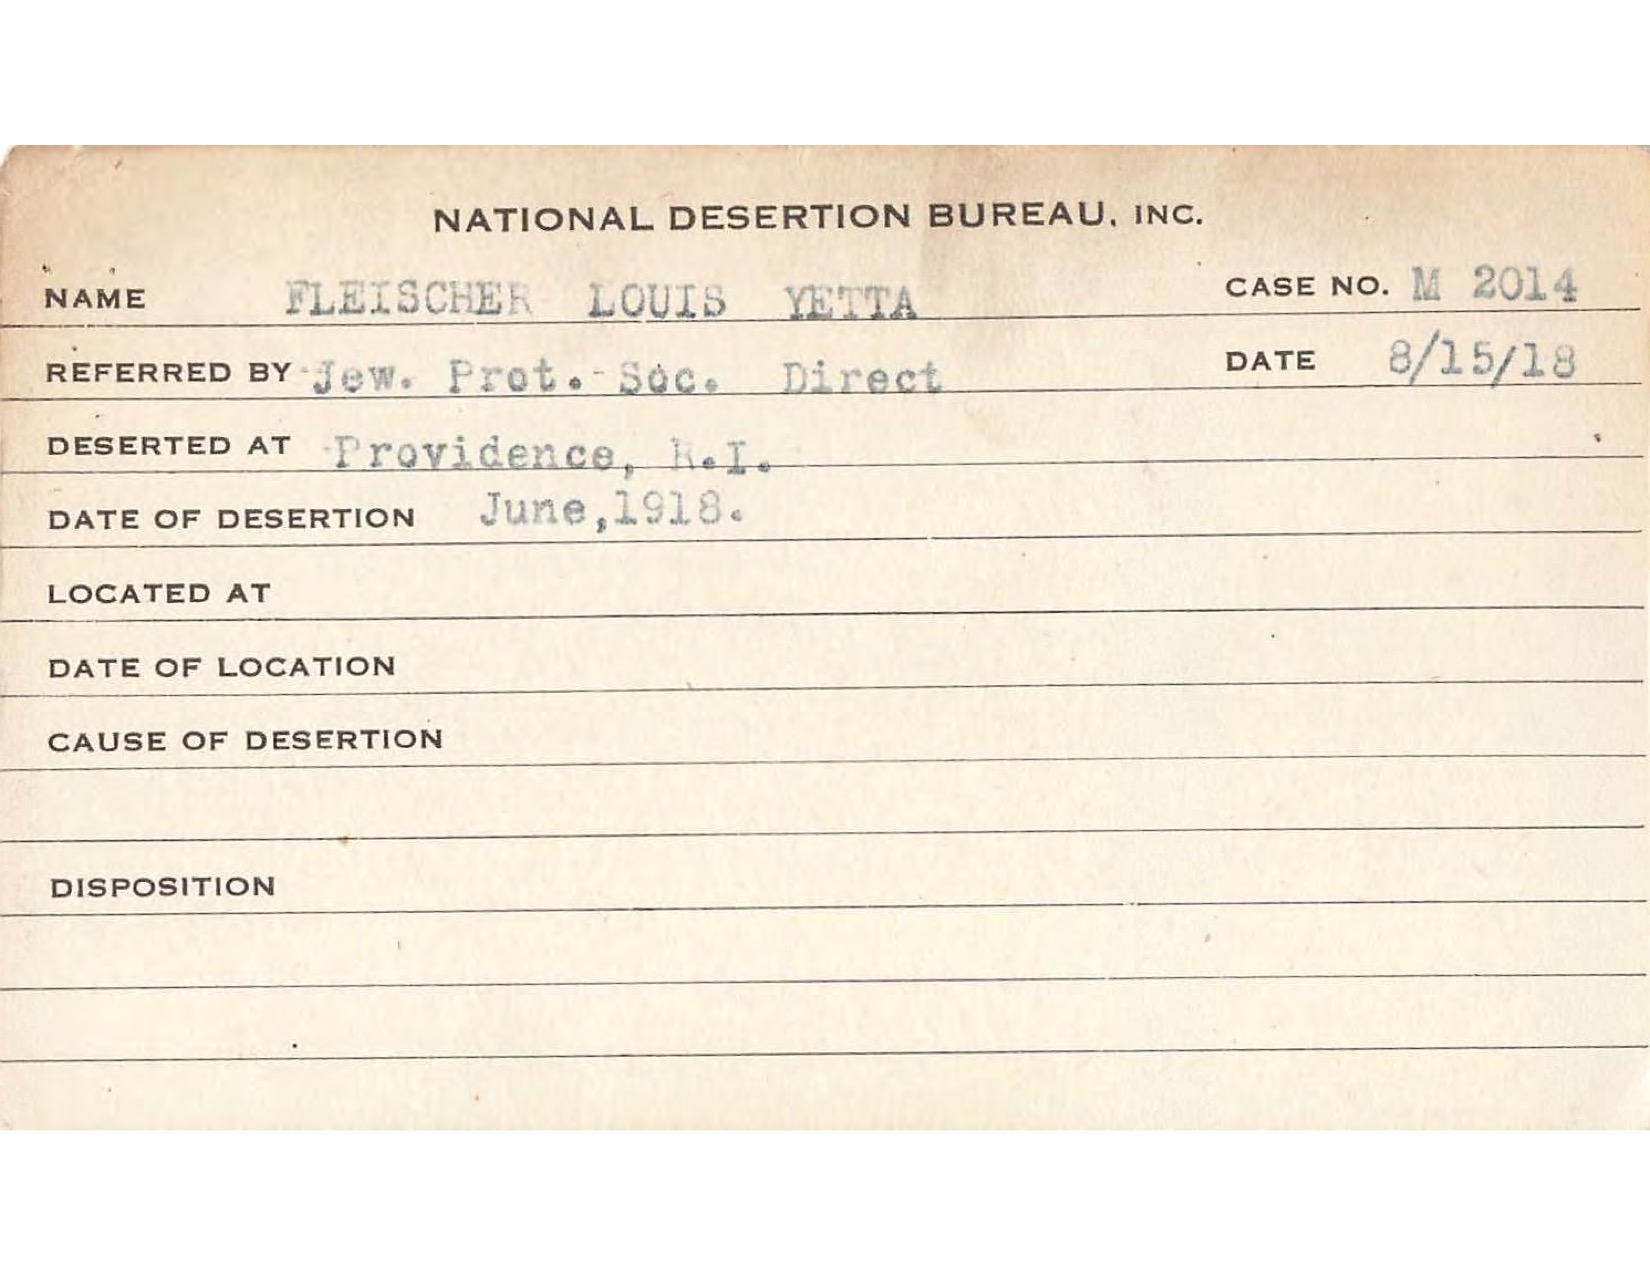 NATIONAL DESERTION BUREAU, INC.
NAME FLEISCHER LOUIS YETTA CASE NO. M 2014
REFERRED BY Jew. Prot. Soc. Direct DATE 8/15/18
DESERTED AT Providence, R.I.
DATE OF DESERTION June,1918.
LOCATED AT
DATE OF LOCATION
CAUSE OF DESERTION
DISPOSITION